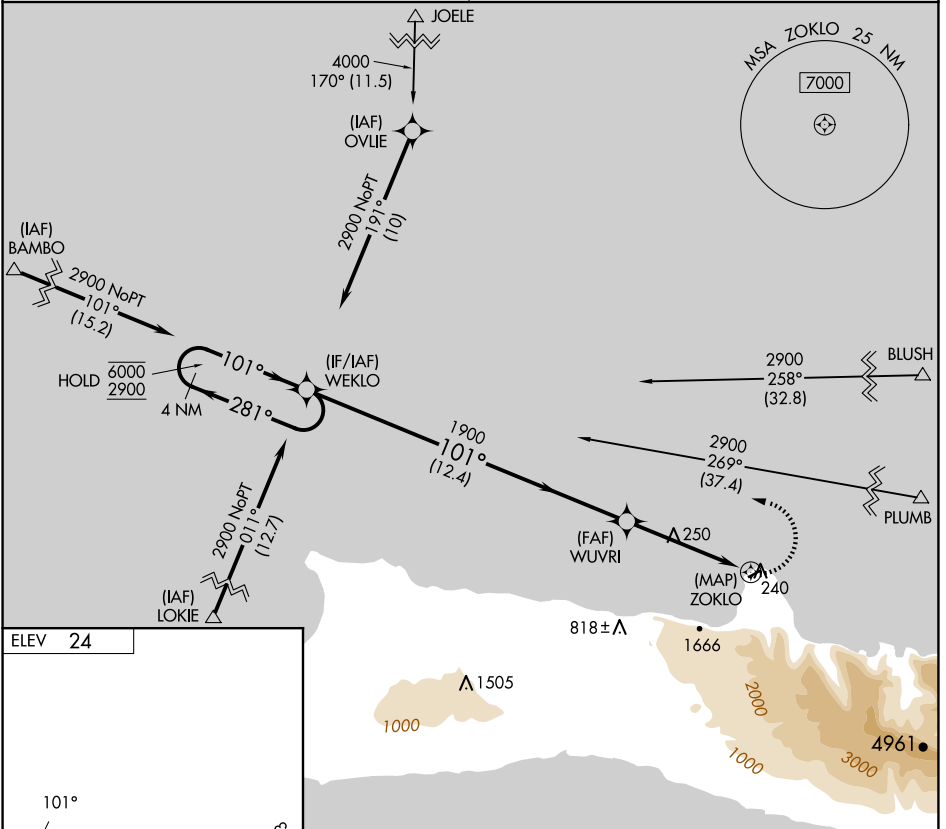 JOELE
4000
170° (11.5)
(IAF)
OVLIE
2900 NoPT
191°
(10)
MSA ZOKLO 25 NM
7000
(IAF)
BAMBO
2900 NoPT
101°
(15.2)
HOLD 6000
2900
4 NM
101°
281°
(IF/IAF)
WEKLO
BLUSH
2900
258°
(32.8)
1900
101°
(12.4)
2900
269°
(37.4)
PLUMB
2900 NoPT
011°
(12.7)
(IAF)
LOKIE
(FAF)
WUVRI
250
(MAP)
ZOKLO
240
818±
1666
1505
1000
2000
1000
3000
4961
ELEV 24
101°